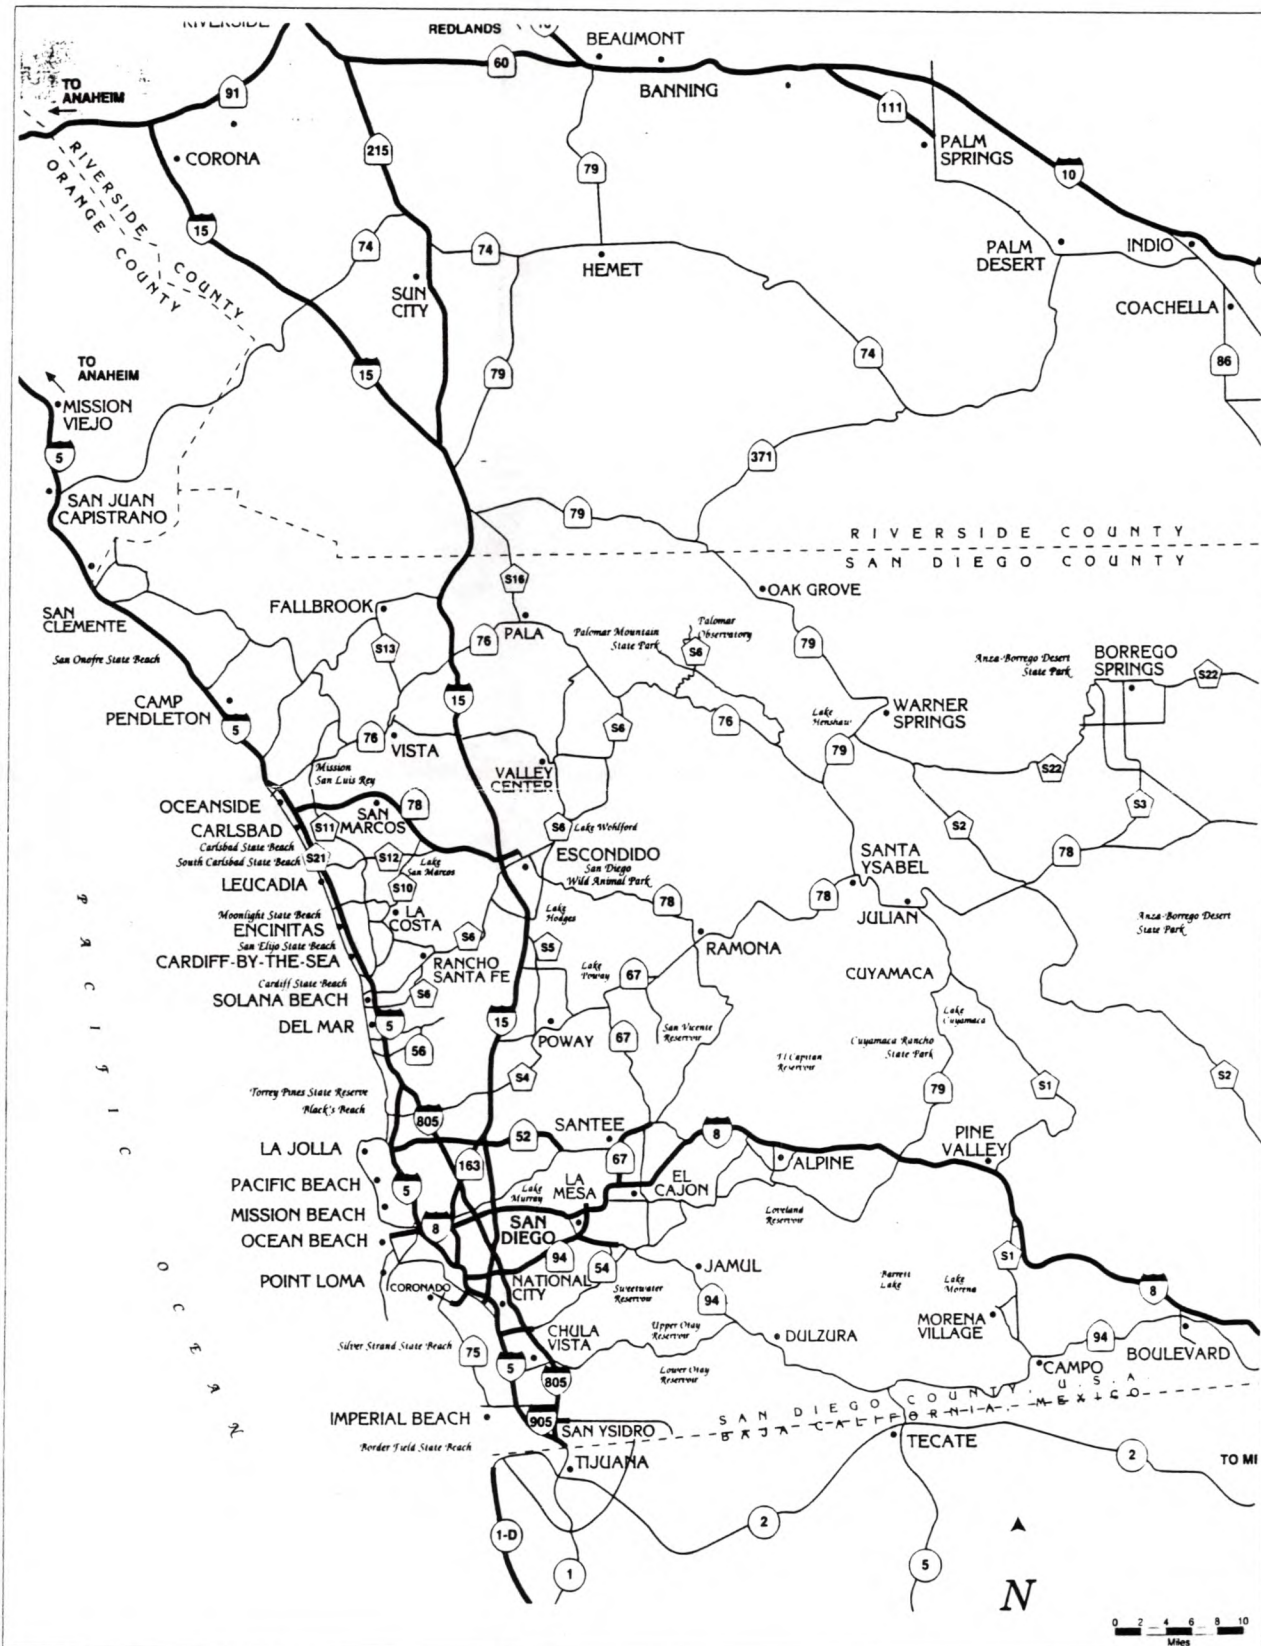 RIVERSIDE
REDLANDS
10
BEAUMONT
60
BANNING
TO
ANAHEIM
91
111
CORONA
215
PALM
SPRINGS
79
10
RIVERSIDE COUNTY
ORANGE COUNTY
15
74
74
HEMET
PALM
DESERT
INDIO
SUN
CITY
COACHELLA
TO
ANAHEIM
15
79
74
86
MISSION
VIEJO
5
371
SAN JUAN
CAPISTRANO
79
RIVERSIDE COUNTY
SAN DIEGO COUNTY
S16
OAK GROVE
SAN
CLEMENTE
FALLBROOK
76
PALA
Palomar Mountain
State Park
Palomar
Observatory
S6
79
San Onofre State Beach
S13
Anza-Borrego Desert
State Park
BORREGO
SPRINGS
S22
CAMP
PENDLETON
5
15
S6
76
Lake
Henshaw
WARNER
SPRINGS
76
VISTA
79
Mission
San Luis Rey
VALLEY
CENTER
S22
OCEANSIDE
SAN
MARCOS
78
S3
CARLSBAD
S11
S6
Lake Wohlford
S2
Carlsbad State Beach
South Carlsbad State Beach
S21
S12
Lake
San Marcos
ESCONDIDO
San Diego
Wild Animal Park
SANTA
YSABEL
78
LEUCADIA
S10
78
78
JULIAN
Moonlight State Beach
LA
COSTA
Lake
Hodges
Anza-Borrego Desert
State Park
ENCINITAS
San Elijo State Beach
S6
S5
RAMONA
CARDIFF-BY-THE-SEA
RANCHO
SANTA FE
Lake
Poway
67
CUYAMACA
Cardiff State Beach
S6
SOLANA BEACH
Lake
Cuyamaca
DEL MAR
5
15
POWAY
67
San Vicente
Reservoir
56
Cuyamaca Rancho
State Park
El Capitan
Reservoir
S4
S1
S2
Torrey Pines State Reserve
79
Black's Beach
805
SANTEE
52
8
LA JOLLA
PINE
VALLEY
163
67
ALPINE
PACIFIC BEACH
5
Lake
Murray
LA
MESA
EL
CAJON
MISSION BEACH
8
SAN
DIEGO
Loveland
Reservoir
OCEAN BEACH
94
S1
POINT LOMA
54
JAMUL
CORONADO
NATIONAL
CITY
Sweetwater
Reservoir
Barrett
Lake
Lake
Morena
8
94
MORENA
VILLAGE
Silver Strand State Beach
75
CHULA
VISTA
Upper Otay
Reservoir
DULZURA
94
BOULEVARD
5
805
Lower Otay
Reservoir
CAMPO
IMPERIAL BEACH
905
SAN YSIDRO
SAN DIEGO COUNTY, U.S.A.
BAJA CALIFORNIA, MEXICO
Border Field State Beach
TIJUANA
TECATE
2
TO MI
PACIFIC OCEAN
1-D
2
1
5
N
0 2 4 6 8 10
Miles